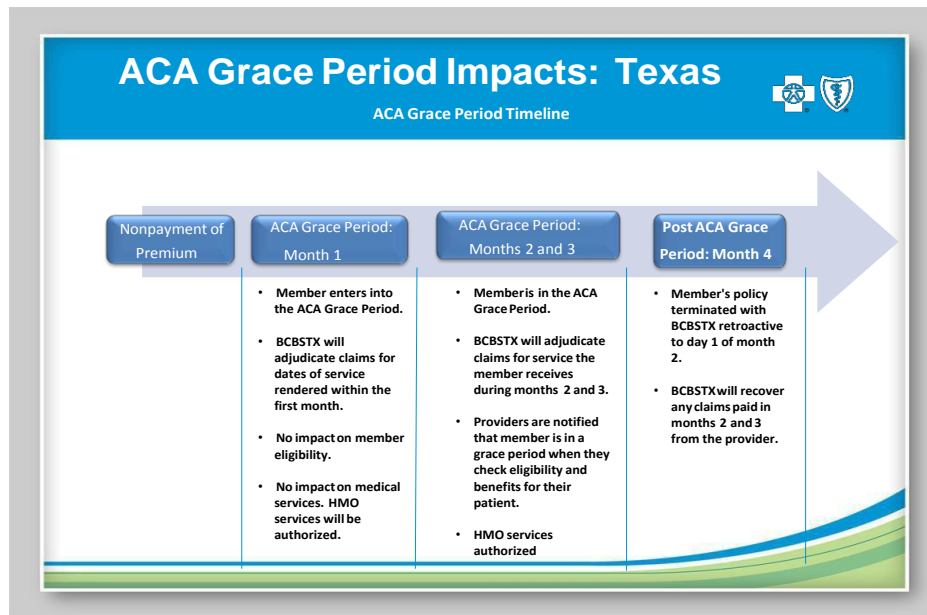 ACA Grace Period Impacts: Texas
ACA Grace Period Timeline
Nonpayment of
Premium
ACA Grace Period:
Month 1
ACA Grace Period:
Months 2 and 3
Post ACA Grace
Period: Month 4
• Member enters into
the ACA Grace Period.
• BCBSTX will
adjudicate claims for
dates of service
rendered within the
first month.
• No impact on member
eligibility.
• No impact on medical
services. HMO
services will be
authorized.
• Member is in the ACA
Grace Period.
• BCBSTX will adjudicate
claims for service the
member receives
during months 2 and 3.
• Providers are notified
that member is in a
grace period when they
check eligibility and
benefits for their
patient.
• HMO services
authorized
• Member's policy
terminated with
BCBSTX retroactive
to day 1 of month
2.
• BCBSTX will recover
any claims paid in
months 2 and 3
from the provider.